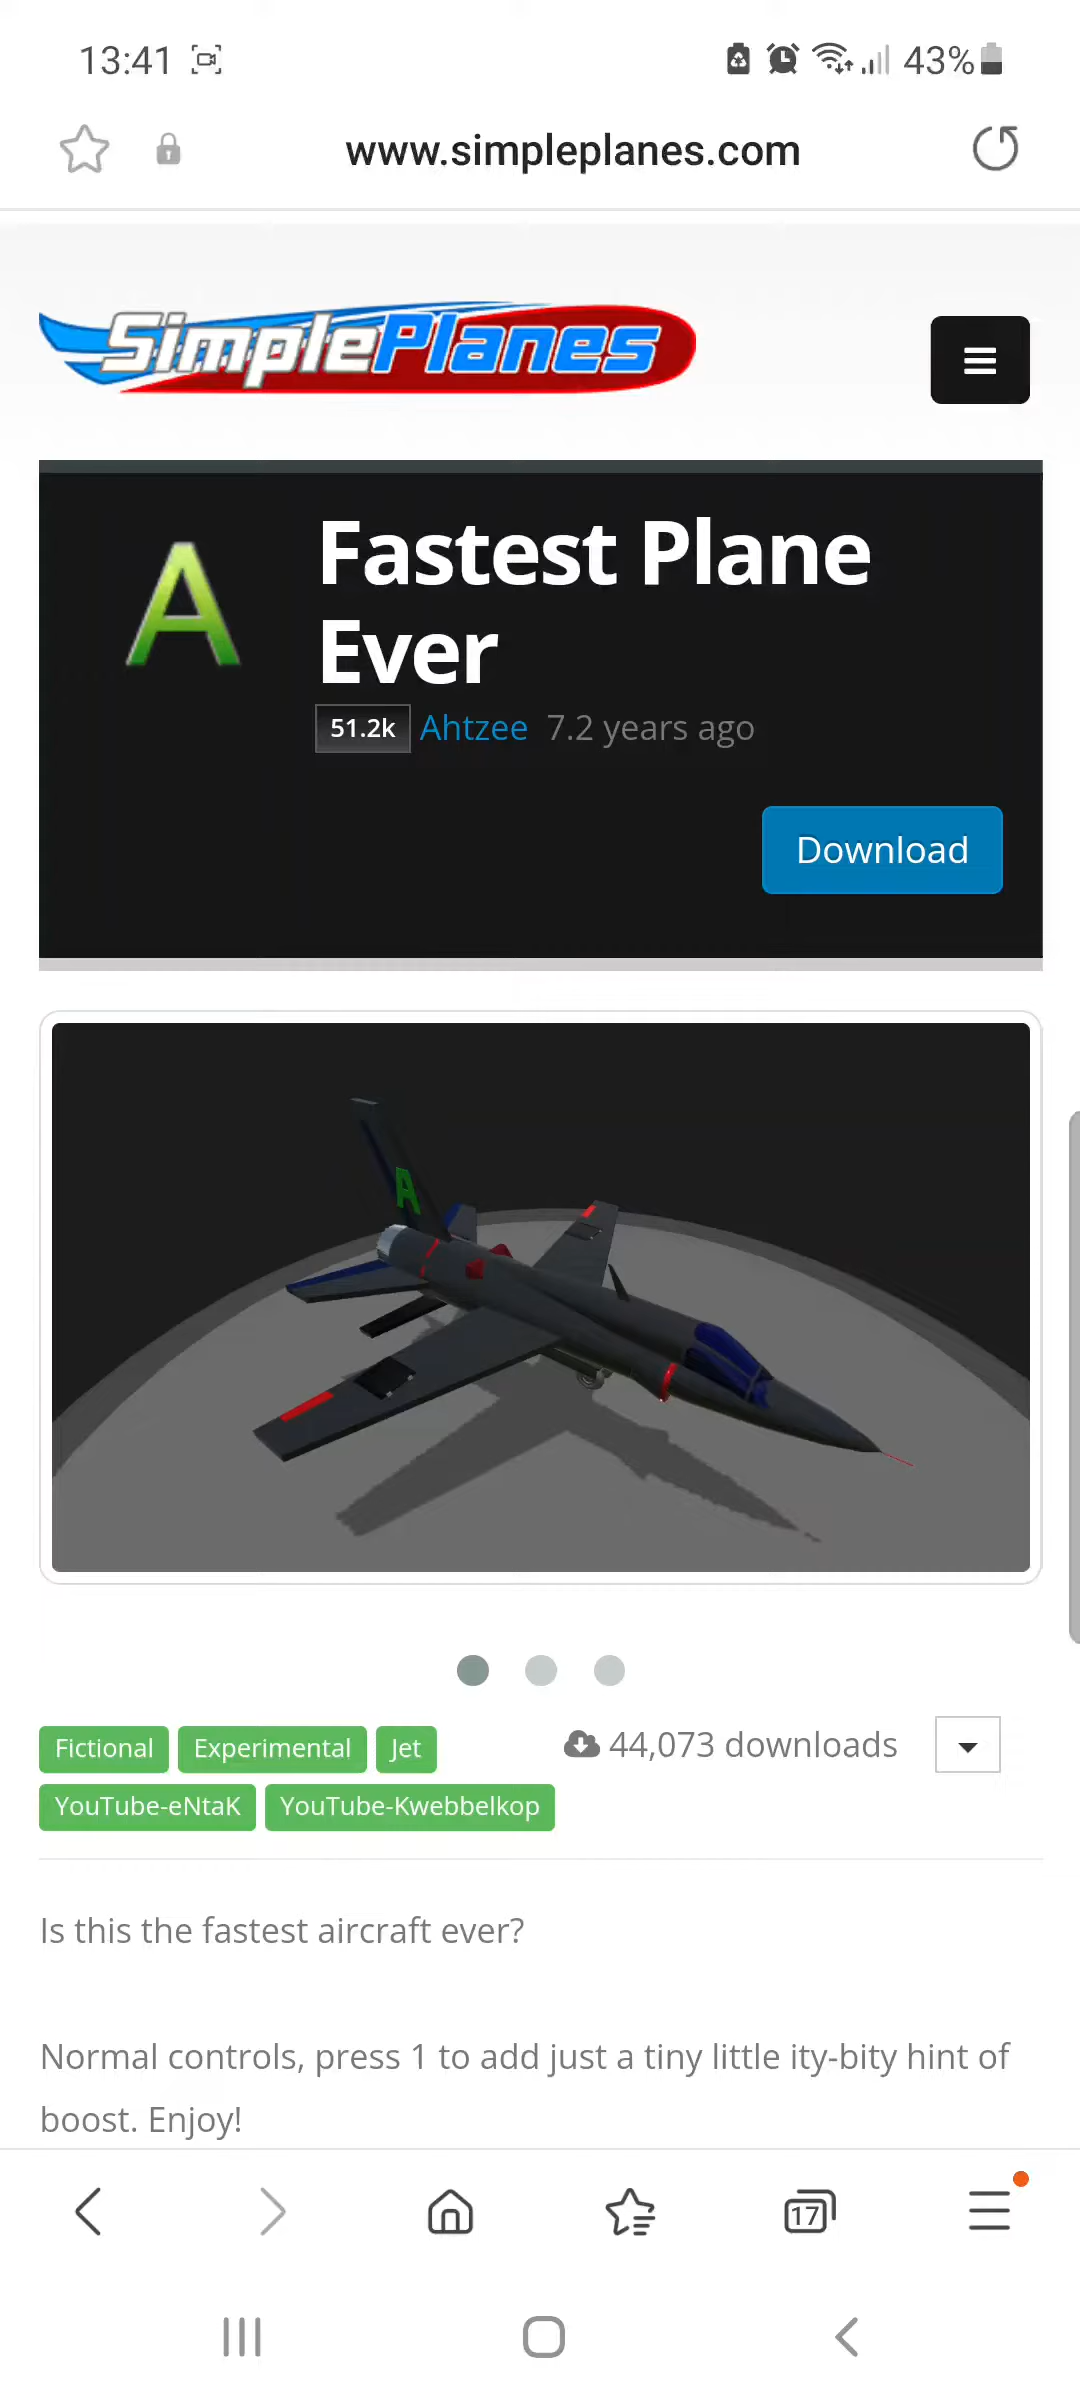 13:41
43%
www.simpleplanes.com
SimplePlanes
A
Fastest Plane
Ever
51.2k Ahtzee 7.2 years ago
Download
A
Fictional Experimental Jet
44,073 downloads
YouTube-eNtaK YouTube-Kwebbelkop
Is this the fastest aircraft ever?
Normal controls, press 1 to add just a tiny little ity-bity hint of
boost. Enjoy!
17